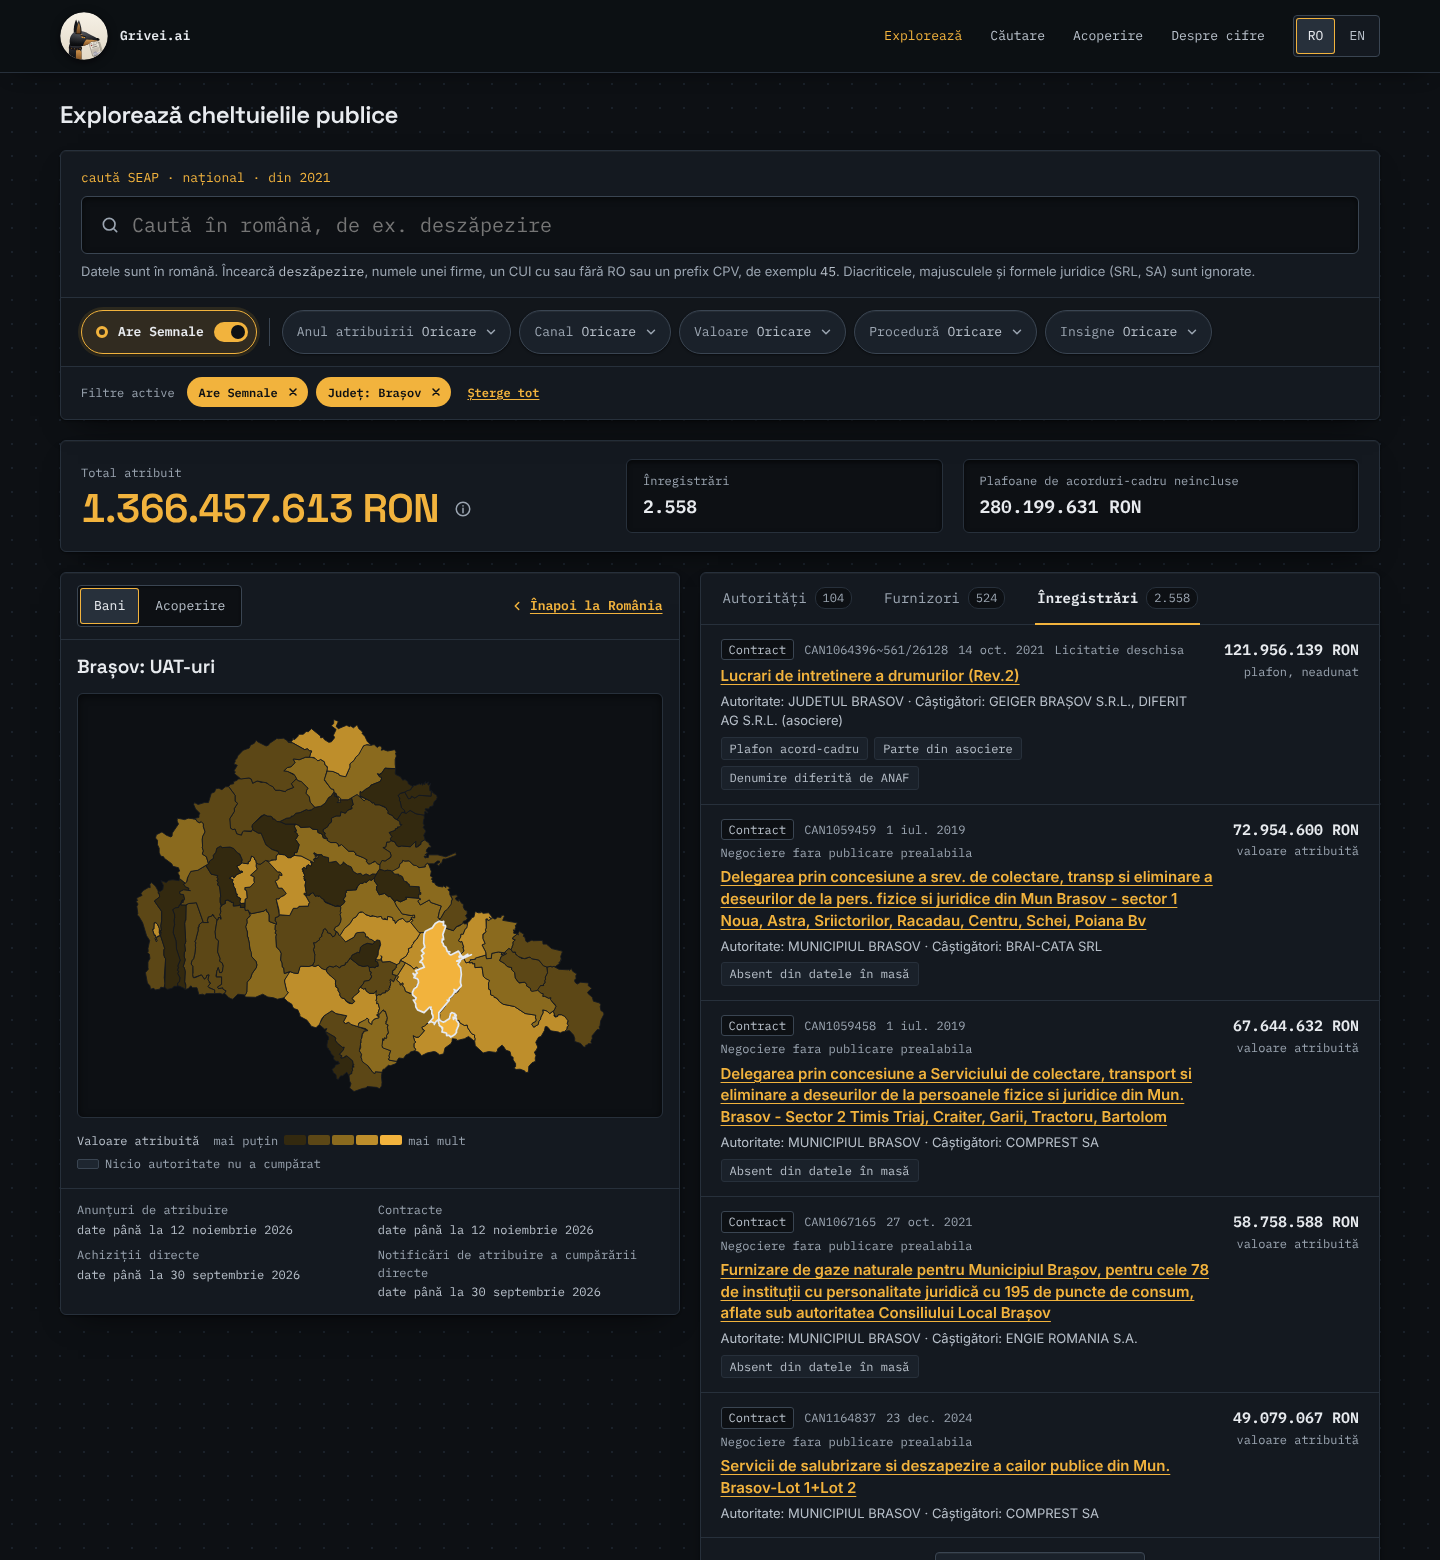 Grivei.ai
Explorează
Căutare
Acoperire
Despre cifre
RO
EN
Explorează cheltuielile publice
caută SEAP · național · din 2021
Caută în română, de ex. deszăpezire
Datele sunt în română. Încearcă deszăpezire, numele unei firme, un CUI cu sau fără RO sau un prefix CPV, de exemplu 45. Diacriticele, majusculele și formele juridice (SRL, SA) sunt ignorate.
Are Semnale
Anul atribuirii Oricare
Canal Oricare
Valoare Oricare
Procedură Oricare
Insigne Oricare
Filtre active
Are Semnale ×
Județ: Brașov ×
Șterge tot
Total atribuit
1.366.457.613 RON
Înregistrări
2.558
Plafoane de acorduri-cadru neincluse
280.199.631 RON
Bani
Acoperire
Înapoi la România
Brașov: UAT-uri
Valoare atribuită mai puțin mai mult
Nicio autoritate nu a cumpărat
Anunțuri de atribuire
date până la 12 noiembrie 2026
Contracte
date până la 12 noiembrie 2026
Achiziții directe
date până la 30 septembrie 2026
Notificări de atribuire a cumpărării
directe
date până la 30 septembrie 2026
Autorități 104
Furnizori 524
Înregistrări 2.558
Contract CAN1064396~561/26128 14 oct. 2021 Licitatie deschisa
121.956.139 RON
plafon, neadunat
Lucrari de intretinere a drumurilor (Rev.2)
Autoritate: JUDETUL BRASOV · Câștigători: GEIGER BRAȘOV S.R.L., DIFERIT
AG S.R.L. (asociere)
Plafon acord-cadru
Parte din asociere
Denumire diferită de ANAF
Contract CAN1059459 1 iul. 2019
72.954.600 RON
Negociere fara publicare prealabila
valoare atribuită
Delegarea prin concesiune a srev. de colectare, transp si eliminare a
deseurilor de la pers. fizice si juridice din Mun Brasov - sector 1
Noua, Astra, Sriictorilor, Racadau, Centru, Schei, Poiana Bv
Autoritate: MUNICIPIUL BRASOV · Câștigători: BRAI-CATA SRL
Absent din datele în masă
Contract CAN1059458 1 iul. 2019
67.644.632 RON
Negociere fara publicare prealabila
valoare atribuită
Delegarea prin concesiune a Serviciului de colectare, transport si
eliminare a deseurilor de la persoanele fizice si juridice din Mun.
Brasov - Sector 2 Timis Triaj, Craiter, Garii, Tractoru, Bartolom
Autoritate: MUNICIPIUL BRASOV · Câștigători: COMPREST SA
Absent din datele în masă
Contract CAN1067165 27 oct. 2021
58.758.588 RON
Negociere fara publicare prealabila
valoare atribuită
Furnizare de gaze naturale pentru Municipiul Brașov, pentru cele 78
de instituții cu personalitate juridică cu 195 de puncte de consum,
aflate sub autoritatea Consiliului Local Brașov
Autoritate: MUNICIPIUL BRASOV · Câștigători: ENGIE ROMANIA S.A.
Absent din datele în masă
Contract CAN1164837 23 dec. 2024
49.079.067 RON
Negociere fara publicare prealabila
valoare atribuită
Servicii de salubrizare si deszapezire a cailor publice din Mun.
Brasov-Lot 1+Lot 2
Autoritate: MUNICIPIUL BRASOV · Câștigători: COMPREST SA